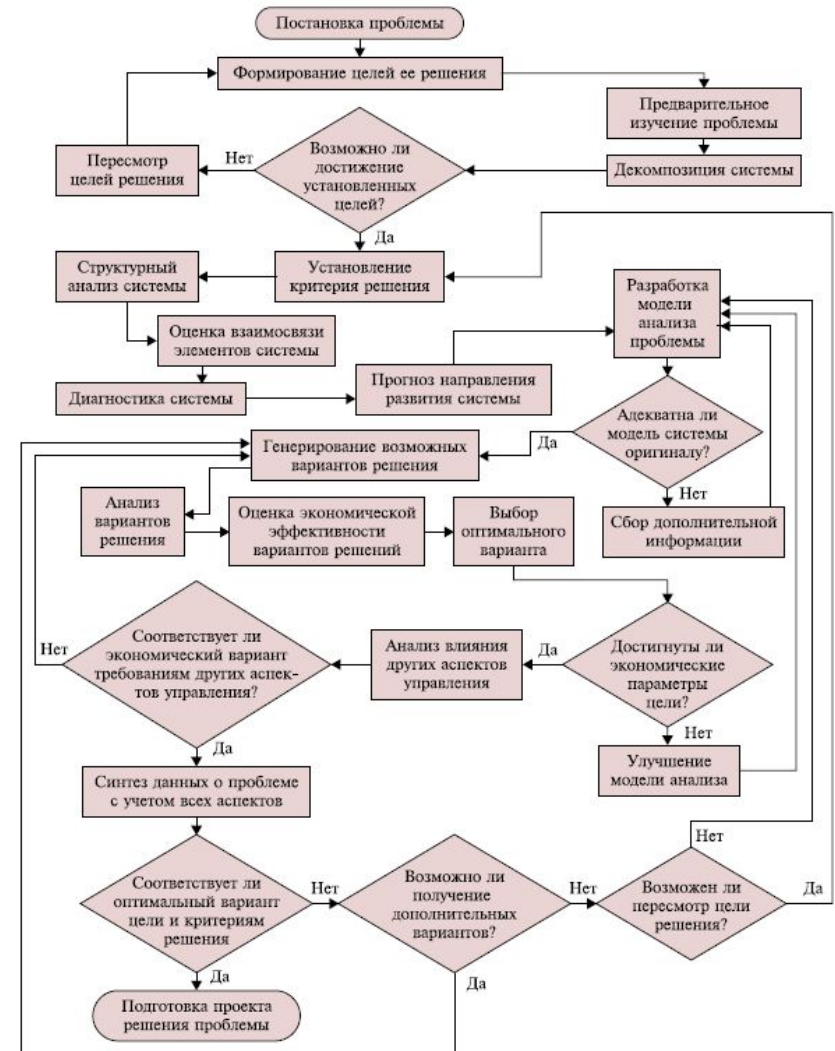 Постановка проблемы
Формирование целей ее решения
Предварительное
изучение проблемы
Декомпозиция системы
Возможно ли
достижение
установленных
целей?
Нет
Пересмотр
целей решения
Да
Установление
критерия решения
Структурный
анализ системы
Оценка взаимосвязи
элементов системы
Диагностика системы
Прогноз направления
развития системы
Разработка
модели
анализа
проблемы
Адекватна ли
модель системы
оригиналу?
Да
Нет
Сбор дополнительной
информации
Генерирование возможных
вариантов решения
Анализ
вариантов
решения
Оценка экономической
эффективности
вариантов решений
Выбор
оптимального
варианта
Достигнуты ли
экономические
параметры
цели?
Да
Нет
Улучшение
модели анализа
Анализ влияния
других аспектов
управления
Соответствует ли
экономический вариант
требованиям других аспек-
тов управления?
Нет
Да
Синтез данных о проблеме
с учетом всех аспектов
Соответствует ли
оптимальный вариант
цели и критериям
решения
Нет
Да
Подготовка проекта
решения проблемы
Возможно ли
получение
дополнительных
вариантов?
Нет
Да
Возможен ли
пересмотр цели
решения?
Нет
Да